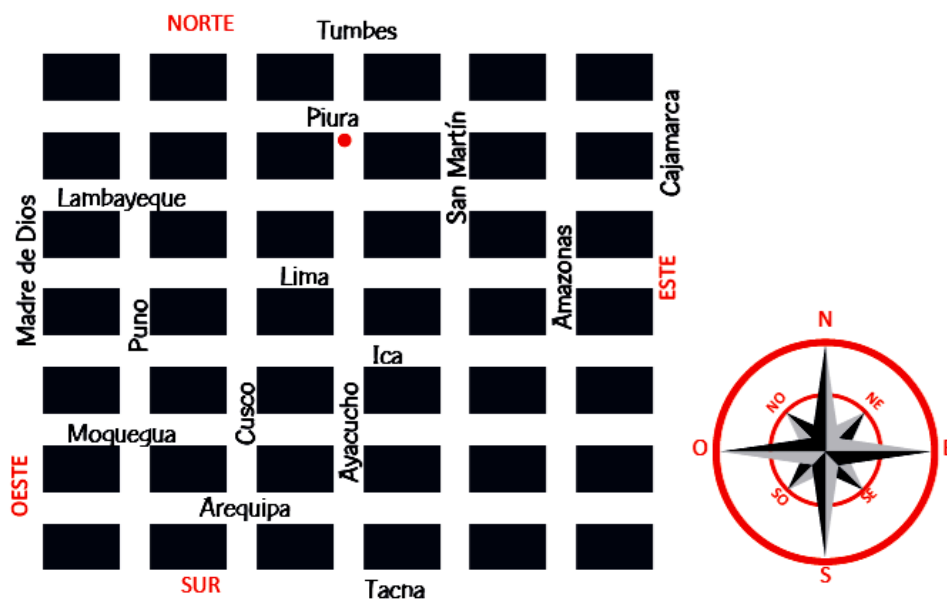 NORTE
Tumbes
Piura
San Martín
Cajamarca
Lambayeque
Madre de Dios
Lima
Amazonas
ESTE
Puno
Ica
Cusco
Ayacucho
Moquegua
OESTE
Arequipa
SUR
Tacna
N
NO
NE
O
E
SO
SE
S